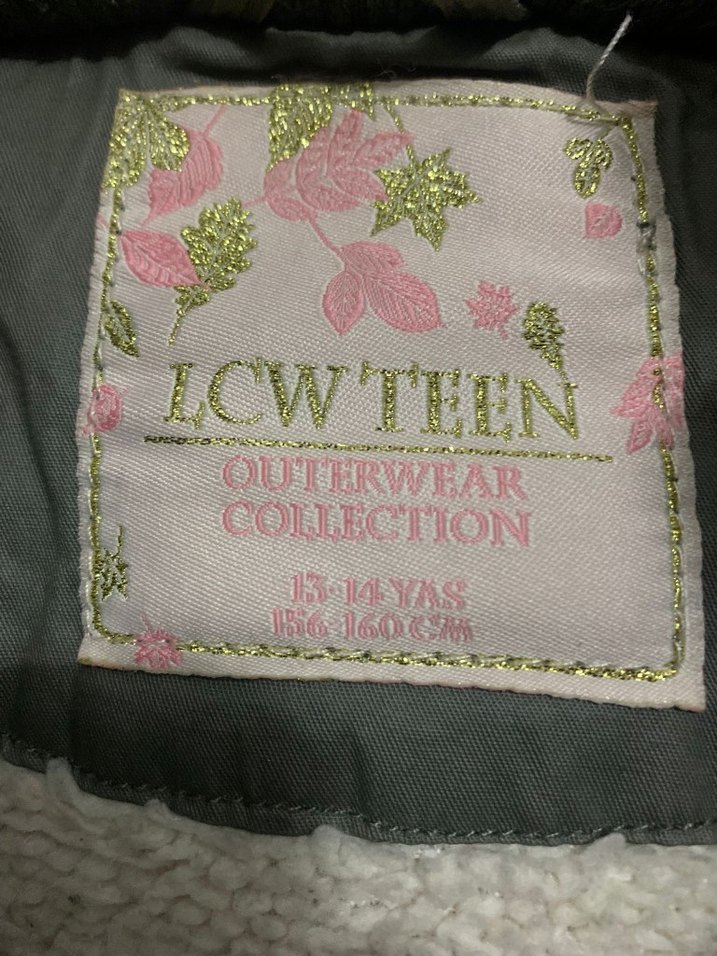 LCW TEEN
OUTERWEAR
COLLECTION
13-14 YAS
156-160 CM